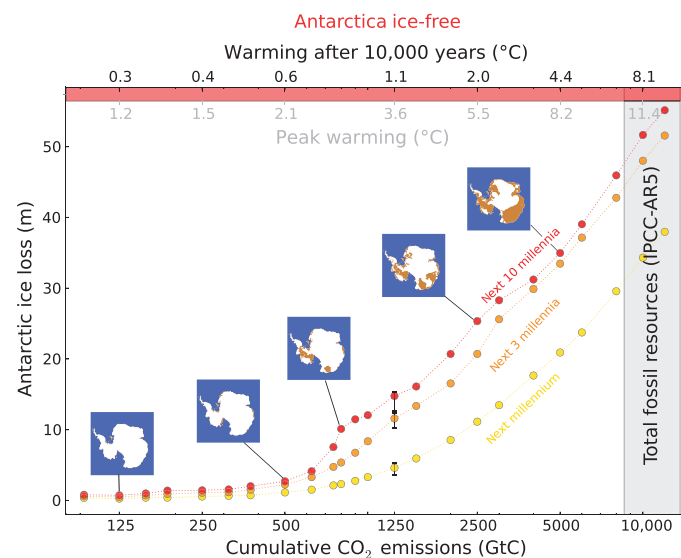 Antarctica ice-free
Warming after 10,000 years (°C)
0.3 0.4 0.6 1.1 2.0 4.4 8.1
1.2 1.5 2.1 3.6 5.5 8.2 11.4
Peak warming (°C)
50
40
30
20
10
0
Antarctic ice loss (m)
Next 10 millennia
Next 3 millennia
Next millennium
Total fossil resources (IPCC-AR5)
125 250 500 1250 2500 5000 10,000
Cumulative CO₂ emissions (GtC)